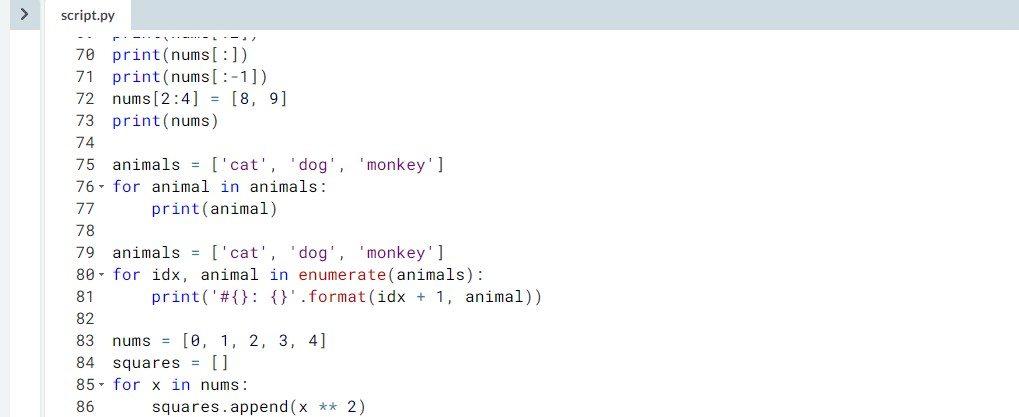 script.py
70 print(nums[:])
71 print(nums[:-1])
72 nums[2:4] = [8, 9]
73 print(nums)
74
75 animals = ['cat', 'dog', 'monkey']
76 for animal in animals:
77     print(animal)
78
79 animals = ['cat', 'dog', 'monkey']
80 for idx, animal in enumerate(animals):
81     print('#{}: {}'.format(idx + 1, animal))
82
83 nums = [0, 1, 2, 3, 4]
84 squares = []
85 for x in nums:
86     squares.append(x ** 2)